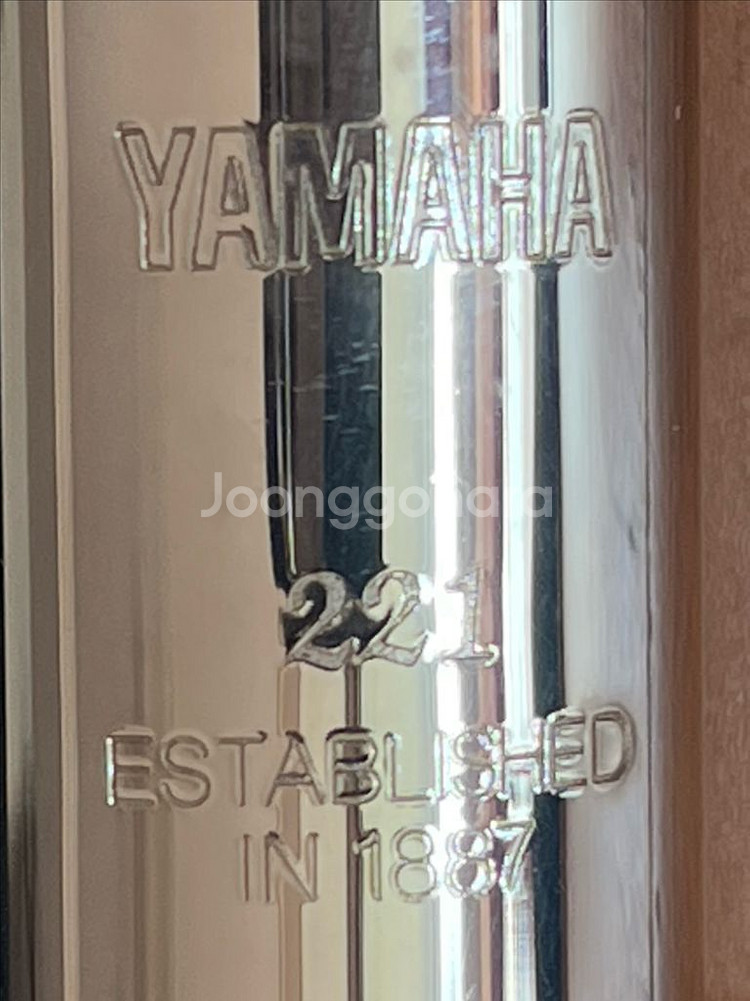 YAMAHA
Joonggonara
221
ESTABLISHED
IN 1887